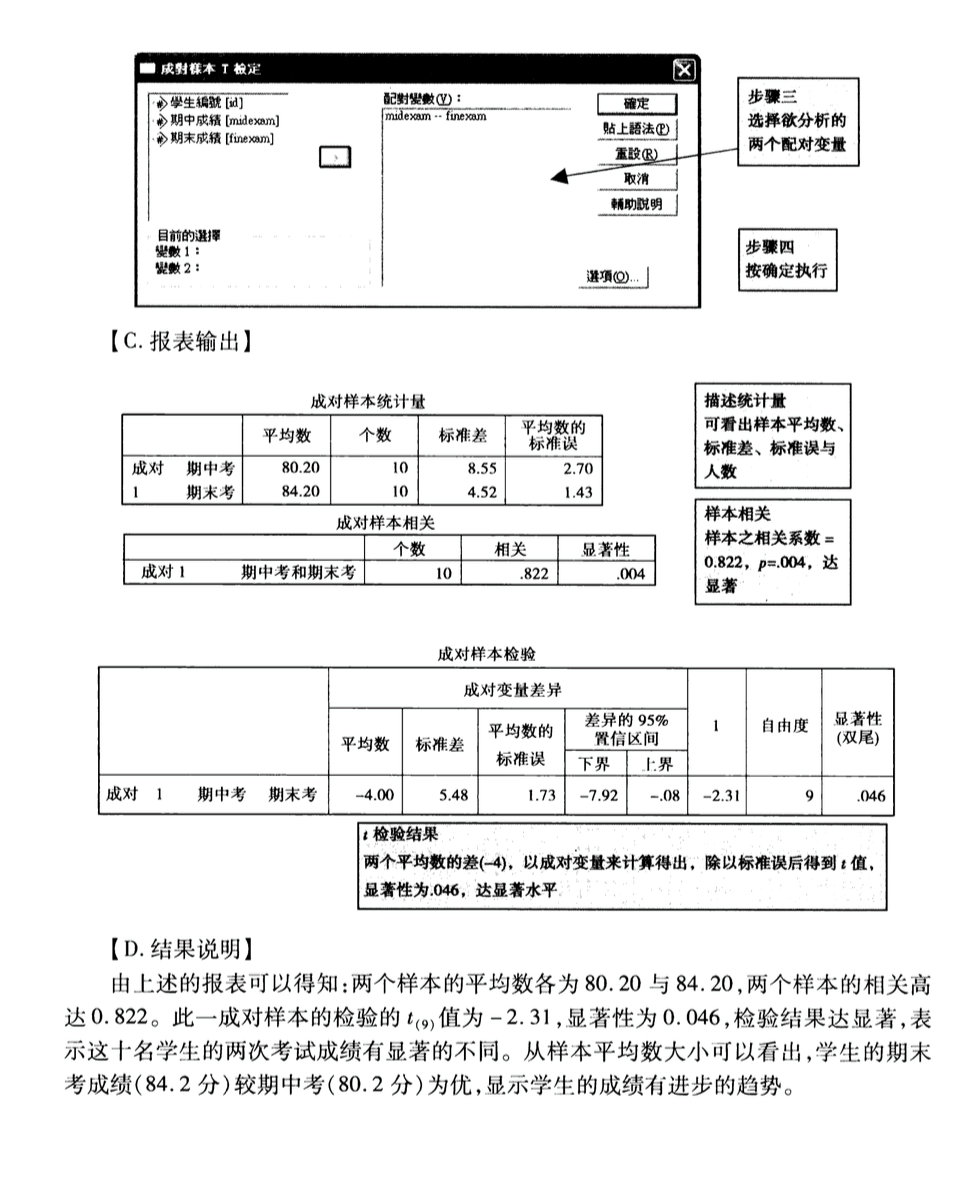 成對樣本 T 檢定
學生編號 [id]
期中成績 [midexam]
期末成績 [finexam]
目前的選擇
變數 1：
變數 2：
配對變數(V)：
midexam -- finexam
確定
貼上語法(P)
重設(R)
取消
輔助說明
選項(O)...
步骤三
选择欲分析的
两个配对变量
步骤四
按确定执行
【C. 报表输出】
成对样本统计量
平均数 个数 标准差 平均数的
标准误
成对 期中考 80.20 10 8.55 2.70
1 期末考 84.20 10 4.52 1.43
描述统计量
可看出样本平均数、
标准差、标准误与
人数
成对样本相关
个数 相关 显著性
成对 1 期中考和期末考 10 .822 .004
样本相关
样本之相关系数 =
0.822，p=.004，达
显著
成对样本检验
成对变量差异
平均数 标准差 平均数的
标准误
差异的 95%
置信区间
下界 上界
t 自由度 显著性
(双尾)
成对 1 期中考 期末考 −4.00 5.48 1.73 −7.92 −.08 −2.31 9 .046
t 检验结果
两个平均数的差(−4)，以成对变量来计算得出，除以标准误后得到 t 值，
显著性为.046，达显著水平
【D. 结果说明】
由上述的报表可以得知：两个样本的平均数各为 80.20 与 84.20，两个样本的相关高
达 0.822。此一成对样本的检验的 t(9) 值为 −2.31，显著性为 0.046，检验结果达显著，表
示这十名学生的两次考试成绩有显著的不同。从样本平均数大小可以看出，学生的期末
考成绩(84.2 分)较期中考(80.2 分)为优，显示学生的成绩有进步的趋势。